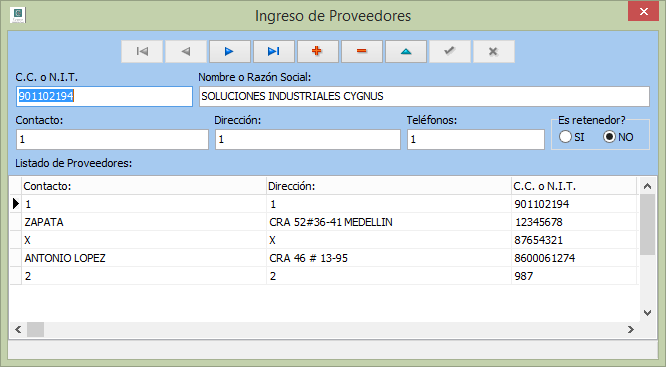 Ingreso de Proveedores
C.C. o N.I.T. Nombre o Razón Social:
901102194 SOLUCIONES INDUSTRIALES CYGNUS
Contacto: Dirección: Teléfonos: Es retenedor?
1 1 1 SI NO
Listado de Proveedores:
Contacto: Dirección: C.C. o N.I.T.
1 1 901102194
ZAPATA CRA 52#36-41 MEDELLIN 12345678
X X 87654321
ANTONIO LOPEZ CRA 46 # 13-95 8600061274
2 2 987